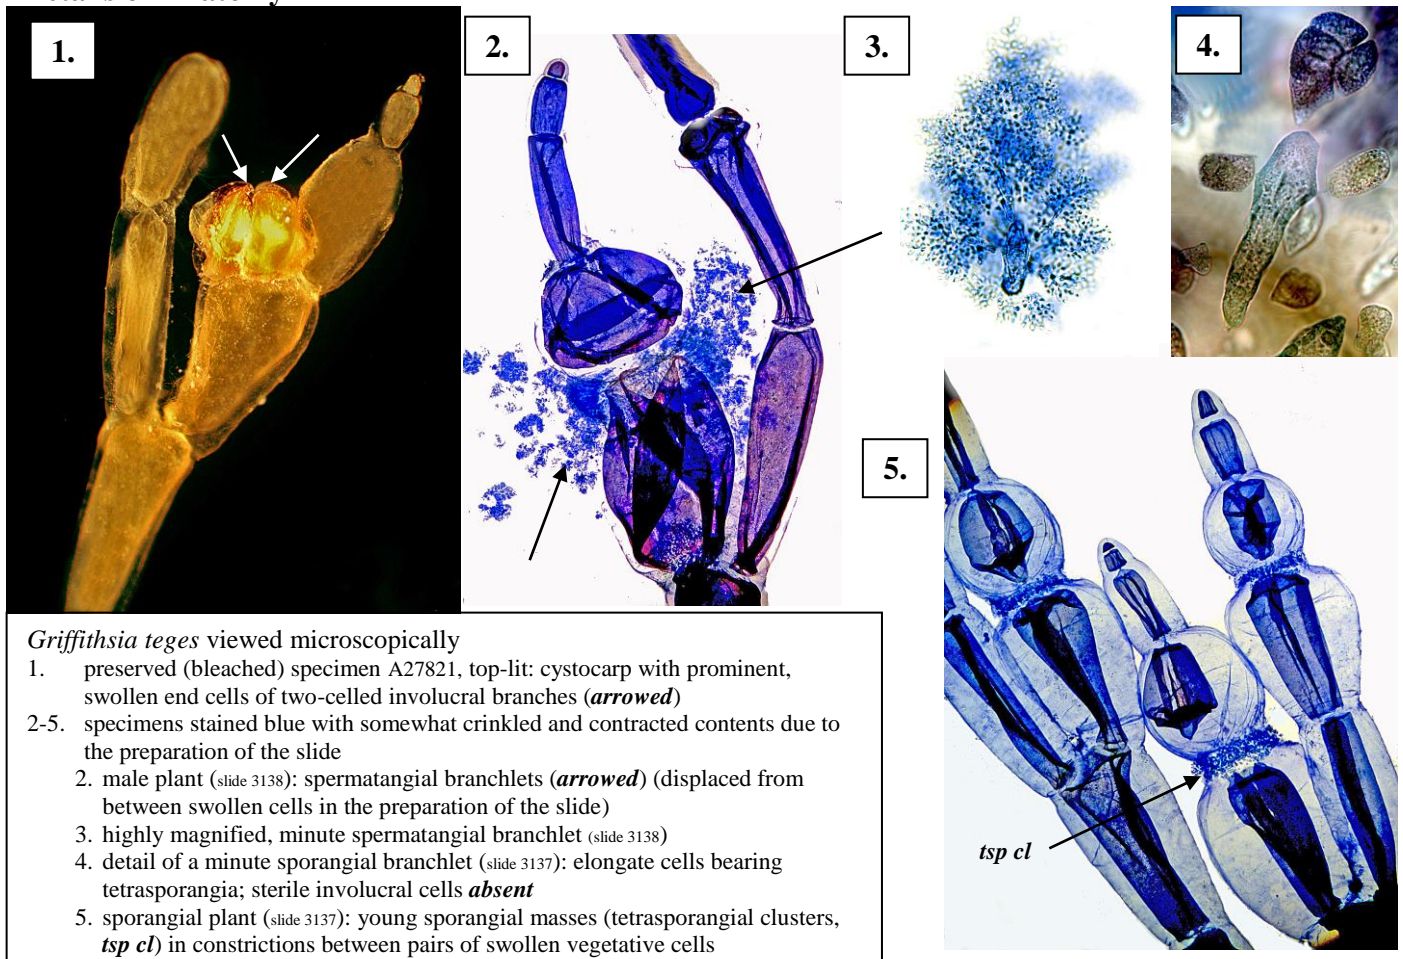 1.
2.
3.
4.
5.
tsp cl
Griffithsia teges viewed microscopically
1. preserved (bleached) specimen A27821, top-lit: cystocarp with prominent,
swollen end cells of two-celled involucral branches (arrowed)
2-5. specimens stained blue with somewhat crinkled and contracted contents due to
the preparation of the slide
2. male plant (slide 3138): spermatangial branchlets (arrowed) (displaced from
between swollen cells in the preparation of the slide)
3. highly magnified, minute spermatangial branchlet (slide 3138)
4. detail of a minute sporangial branchlet (slide 3137): elongate cells bearing
tetrasporangia; sterile involucral cells absent
5. sporangial plant (slide 3137): young sporangial masses (tetrasporangial clusters,
tsp cl) in constrictions between pairs of swollen vegetative cells